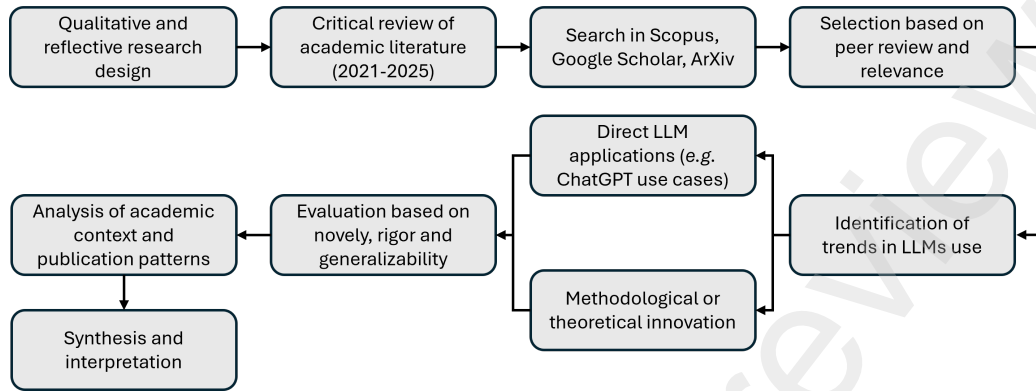 Qualitative and
reflective research
design
Critical review of
academic literature
(2021-2025)
Search in Scopus,
Google Scholar, ArXiv
Selection based on
peer review and
relevance
Identification of
trends in LLMs use
Direct LLM
applications (e.g.
ChatGPT use cases)
Methodological or
theoretical innovation
Evaluation based on
novely, rigor and
generalizability
Analysis of academic
context and
publication patterns
Synthesis and
interpretation
review